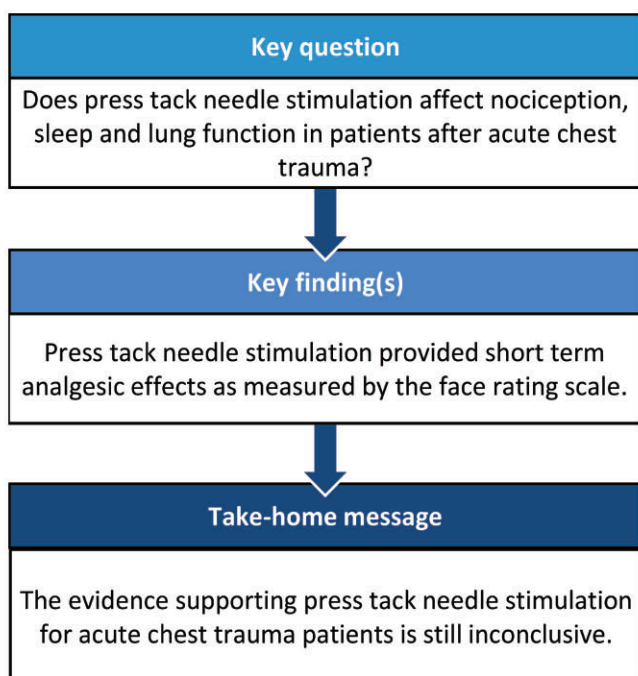 Key question
Does press tack needle stimulation affect nociception,
sleep and lung function in patients after acute chest
trauma?
Key finding(s)
Press tack needle stimulation provided short term
analgesic effects as measured by the face rating scale.
Take-home message
The evidence supporting press tack needle stimulation
for acute chest trauma patients is still inconclusive.